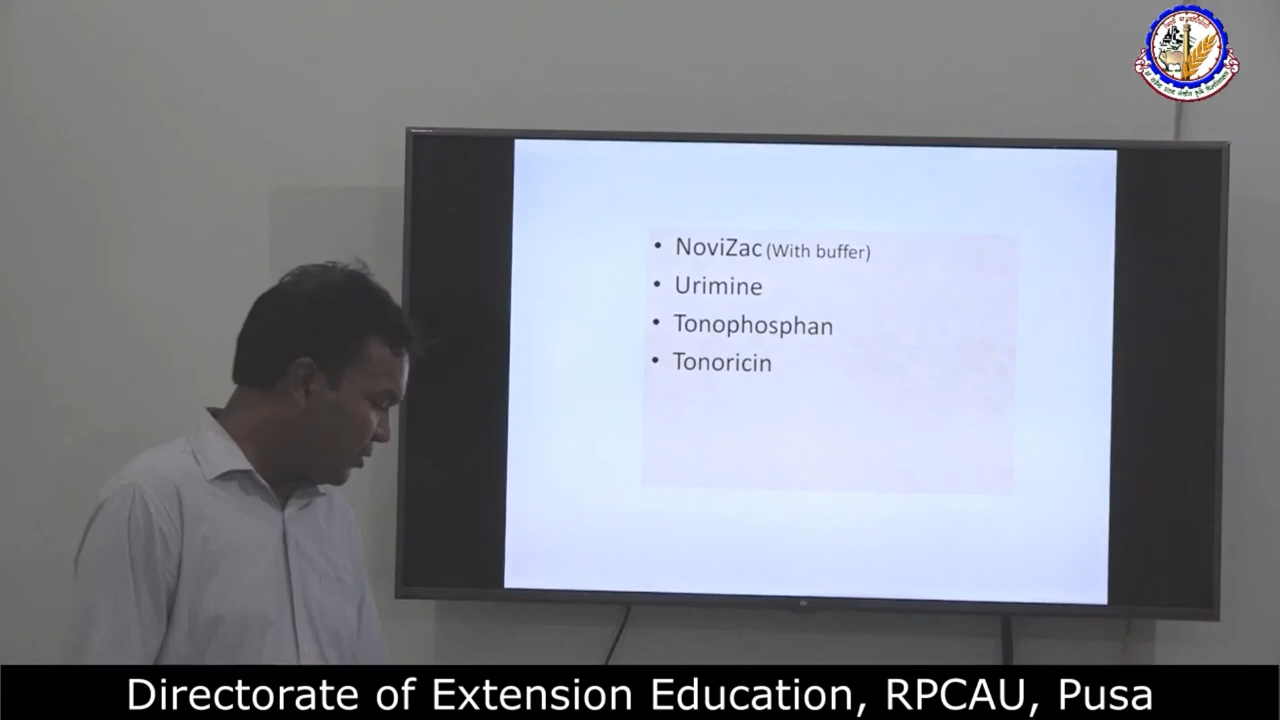 • NoviZac (With buffer)
• Urimine
• Tonophosphan
• Tonoricin
Directorate of Extension Education, RPCAU, Pusa